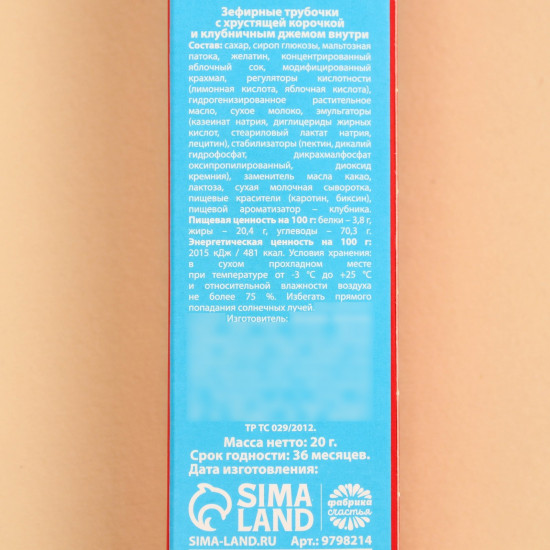 Зефирные трубочки
с хрустящей корочкой
и клубничным джемом внутри
Состав: сахар, сироп глюкозы, мальтозная
патока, желатин, концентрированный
яблочный сок, модифицированный
крахмал, регуляторы кислотности
(лимонная кислота, яблочная кислота),
гидрогенизированное растительное
масло, сухое молоко, эмульгаторы
(казеинат натрия, диглицериды жирных
кислот, стеариловый лактат натрия,
лецитин), стабилизаторы (пектин, дикалий
гидрофосфат, дикрахмалфосфат
оксипропилированный, диоксид
кремния), заменитель масла какао,
лактоза, сухая молочная сыворотка,
пищевые красители (каротин, биксин),
пищевой ароматизатор – клубника.
Пищевая ценность на 100 г: белки – 3,8 г,
жиры – 20,4 г, углеводы – 70,3 г.
Энергетическая ценность на 100 г:
2015 кДж / 481 ккал. Условия хранения:
в сухом прохладном месте
при температуре от -3 °С до +25 °С
и относительной влажности воздуха
не более 75 %. Избегать прямого
попадания солнечных лучей
Изготовитель:
ТР ТС 029/2012.
Масса нетто: 20 г.
Срок годности: 36 месяцев.
Дата изготовления:
SIMA
LAND
фабрика
счастья
SIMA-LAND.RU Арт.: 9798214